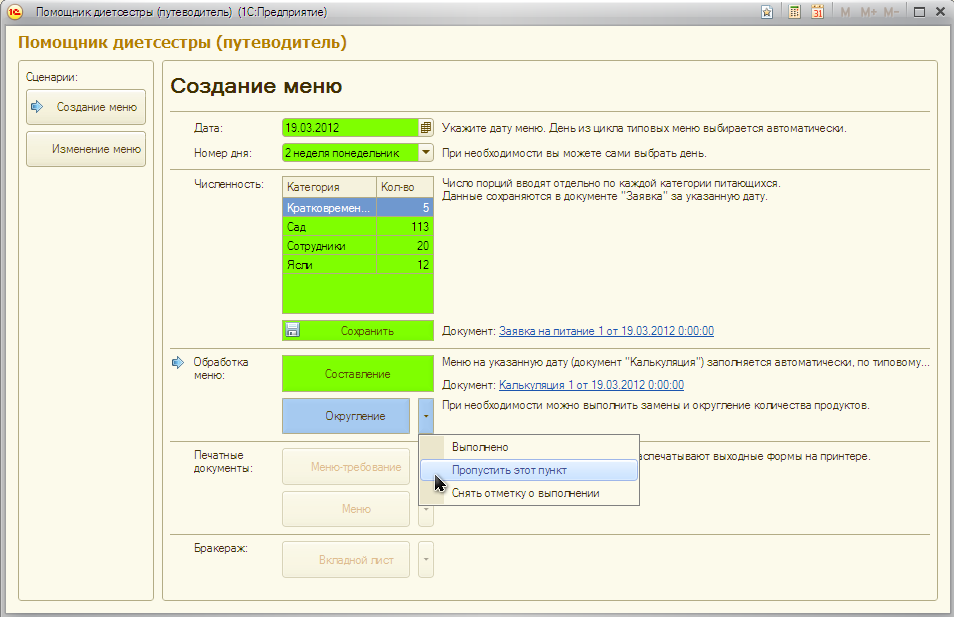 Помощник диетсестры (путеводитель) (1С:Предприятие)
31 M M+ M-
Помощник диетсестры (путеводитель)
Сценарии:
Создание меню
Изменение меню
Создание меню
Дата:
19.03.2012
Укажите дату меню. День из цикла типовых меню выбирается автоматически.
Номер дня:
2 неделя понедельник
При необходимости вы можете сами выбрать день.
Численность:
Категория Кол-во
Кратковремен... 5
Сад 113
Сотрудники 20
Ясли 12
Число порций вводят отдельно по каждой категории питающихся.
Данные сохраняются в документе "Заявка" за указанную дату.
Сохранить
Документ: Заявка на питание 1 от 19.03.2012 0:00:00
Обработка
меню:
Составление
Меню на указанную дату (документ "Калькуляция") заполняется автоматически, по типовому...
Документ: Калькуляция 1 от 19.03.2012 0:00:00
Округление
При необходимости можно выполнить замены и округление количества продуктов.
Выполнено
Пропустить этот пункт
Снять отметку о выполнении
Печатные
документы:
Меню-требование
аспечатывают выходные формы на принтере.
Меню
Бракераж:
Вкладной лист